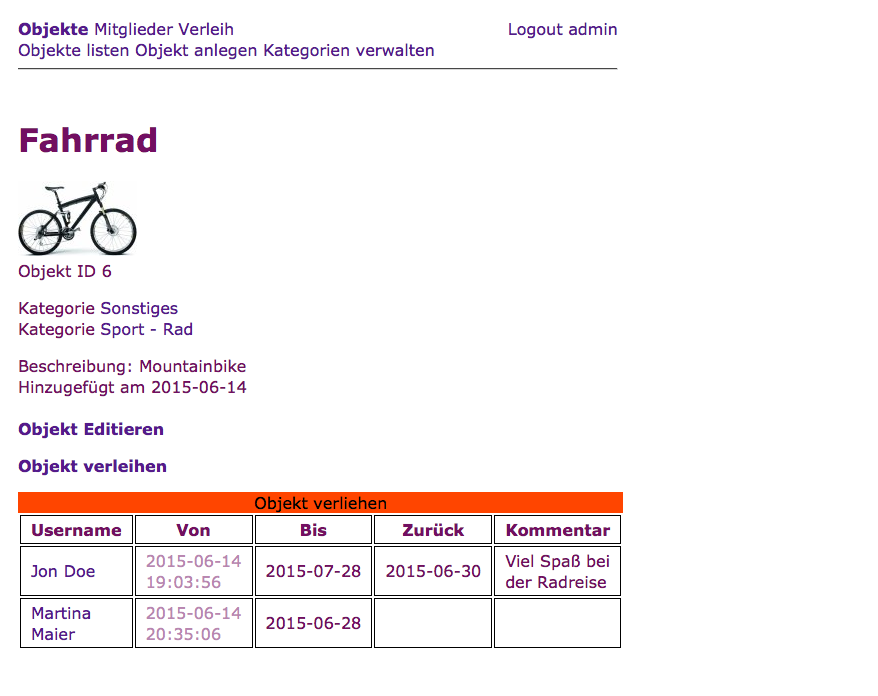 Objekte Mitglieder Verleih Logout admin
Objekte listen Objekt anlegen Kategorien verwalten
Fahrrad
Objekt ID 6
Kategorie Sonstiges
Kategorie Sport - Rad
Beschreibung: Mountainbike
Hinzugefügt am 2015-06-14
Objekt Editieren
Objekt verleihen
Objekt verliehen
Username Von Bis Zurück Kommentar
Jon Doe 2015-06-14 19:03:56 2015-07-28 2015-06-30 Viel Spaß bei der Radreise
Martina Maier 2015-06-14 20:35:06 2015-06-28